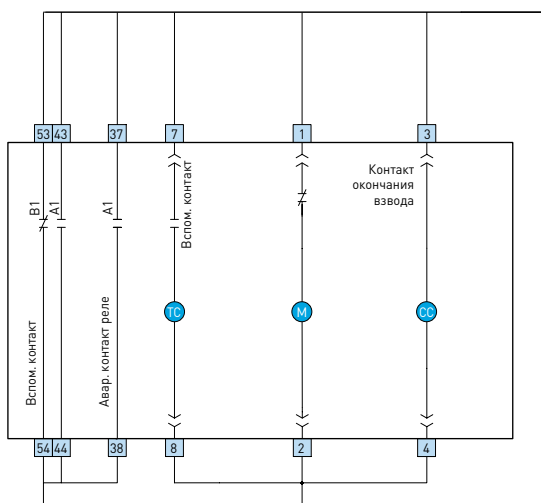 53 43 37 7 1 3
Контакт
окончания
взвода
B1
A1
A1
Вспом. контакт
TC
M
CC
Вспом. контакт
Авар. контакт реле
54 44 38 8 2 4